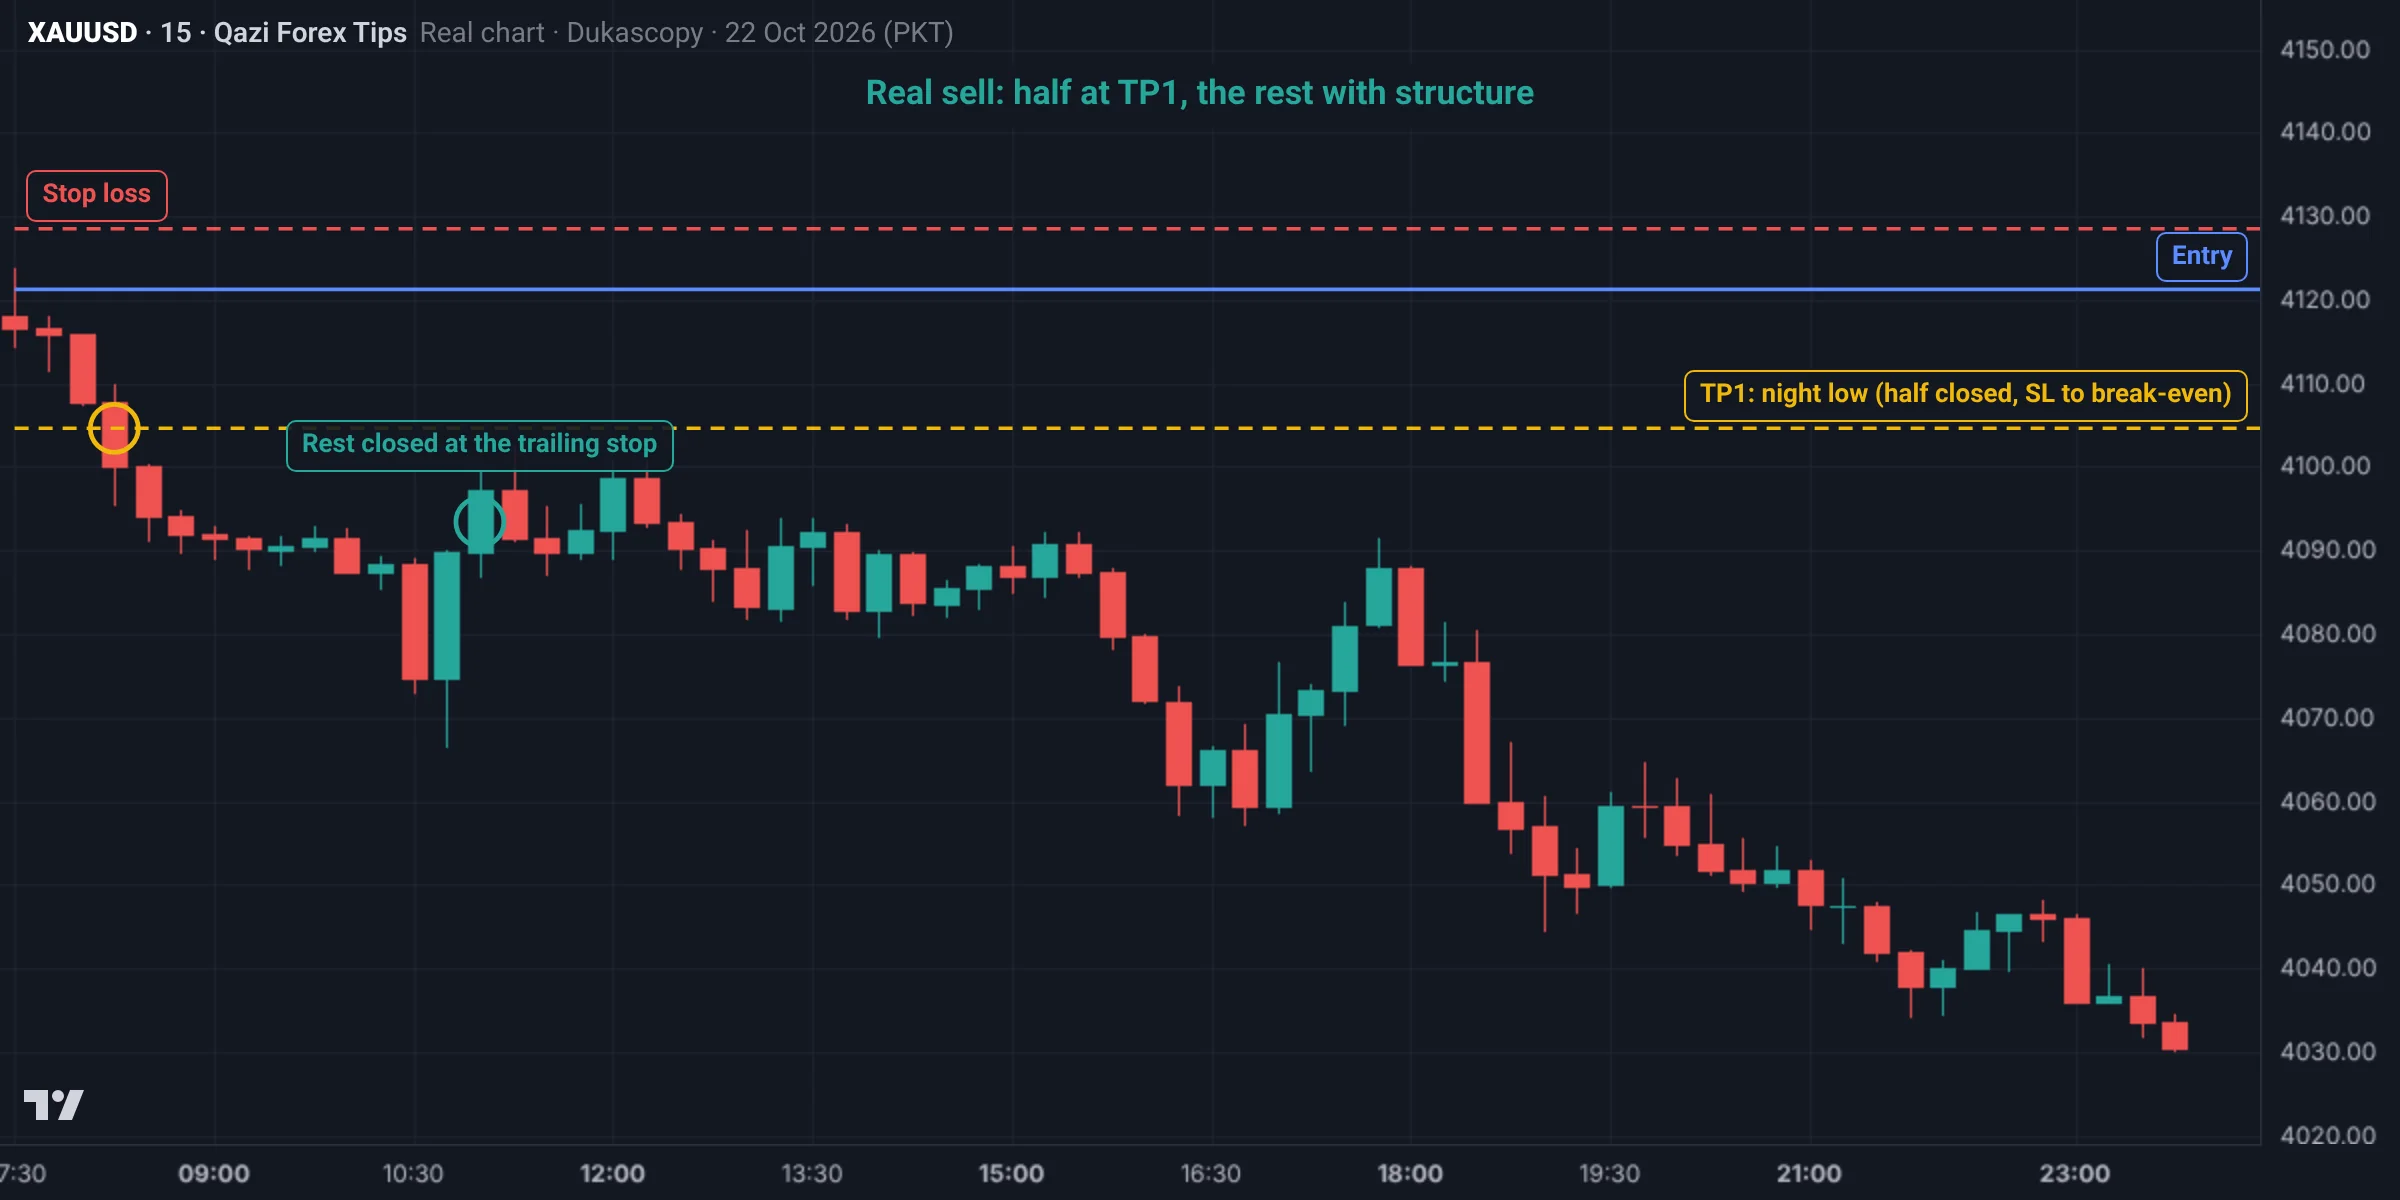 XAUUSD · 15 · Qazi Forex Tips Real chart · Dukascopy · 22 Oct 2026 (PKT)
Real sell: half at TP1, the rest with structure
Stop loss
Entry
TP1: night low (half closed, SL to break-even)
Rest closed at the trailing stop
4150.00
4140.00
4130.00
4120.00
4110.00
4100.00
4090.00
4080.00
4070.00
4060.00
4050.00
4040.00
4030.00
4020.00
7:30 09:00 10:30 12:00 13:30 15:00 16:30 18:00 19:30 21:00 23:00